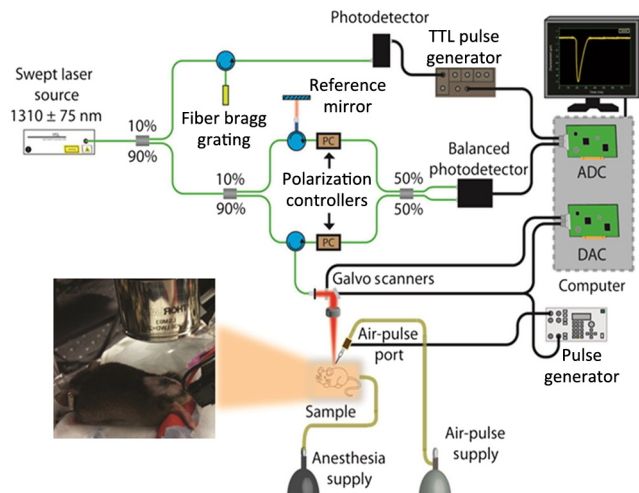 Photodetector
TTL pulse
generator
Swept laser
source
1310 ± 75 nm
10%
90%
Fiber bragg
grating
Reference
mirror
PC
10%
90%
Polarization
controllers
50%
50%
PC
Balanced
photodetector
ADC
DAC
Computer
Galvo scanners
Air-pulse
port
Pulse
generator
Sample
Anesthesia
supply
Air-pulse
supply